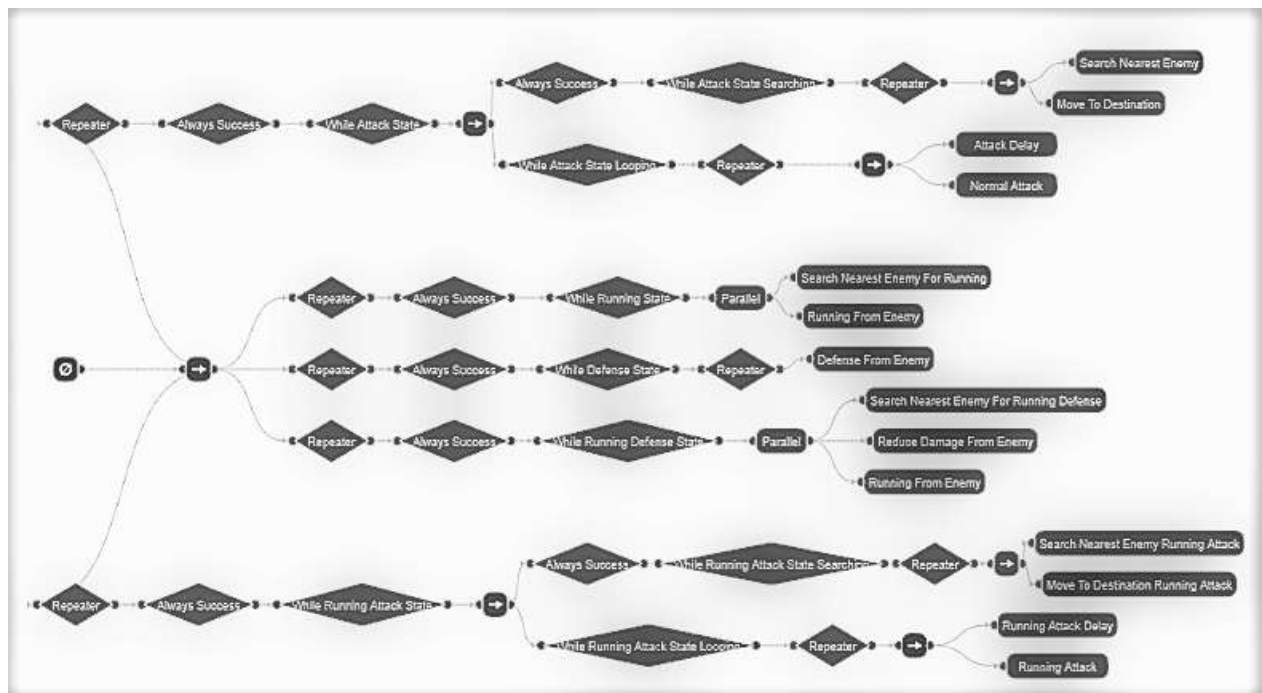 Search Nearest Enemy
Always Success
While Attack State Searching
Repeater
Move To Destination
Repeater
Always Success
While Attack State
Attack Delay
While Attack State Looping
Repeater
Normal Attack
Search Nearest Enemy For Running
Repeater
Always Success
While Running State
Parallel
Running From Enemy
Repeater
Always Success
While Defense State
Repeater
Defense From Enemy
Search Nearest Enemy For Running Defense
Repeater
Always Success
While Running Defense State
Parallel
Reduce Damage From Enemy
Running From Enemy
Search Nearest Enemy Running Attack
Always Success
While Running Attack State Searching
Repeater
Move To Destination Running Attack
Repeater
Always Success
While Running Attack State
Running Attack Delay
While Running Attack State Looping
Repeater
Running Attack